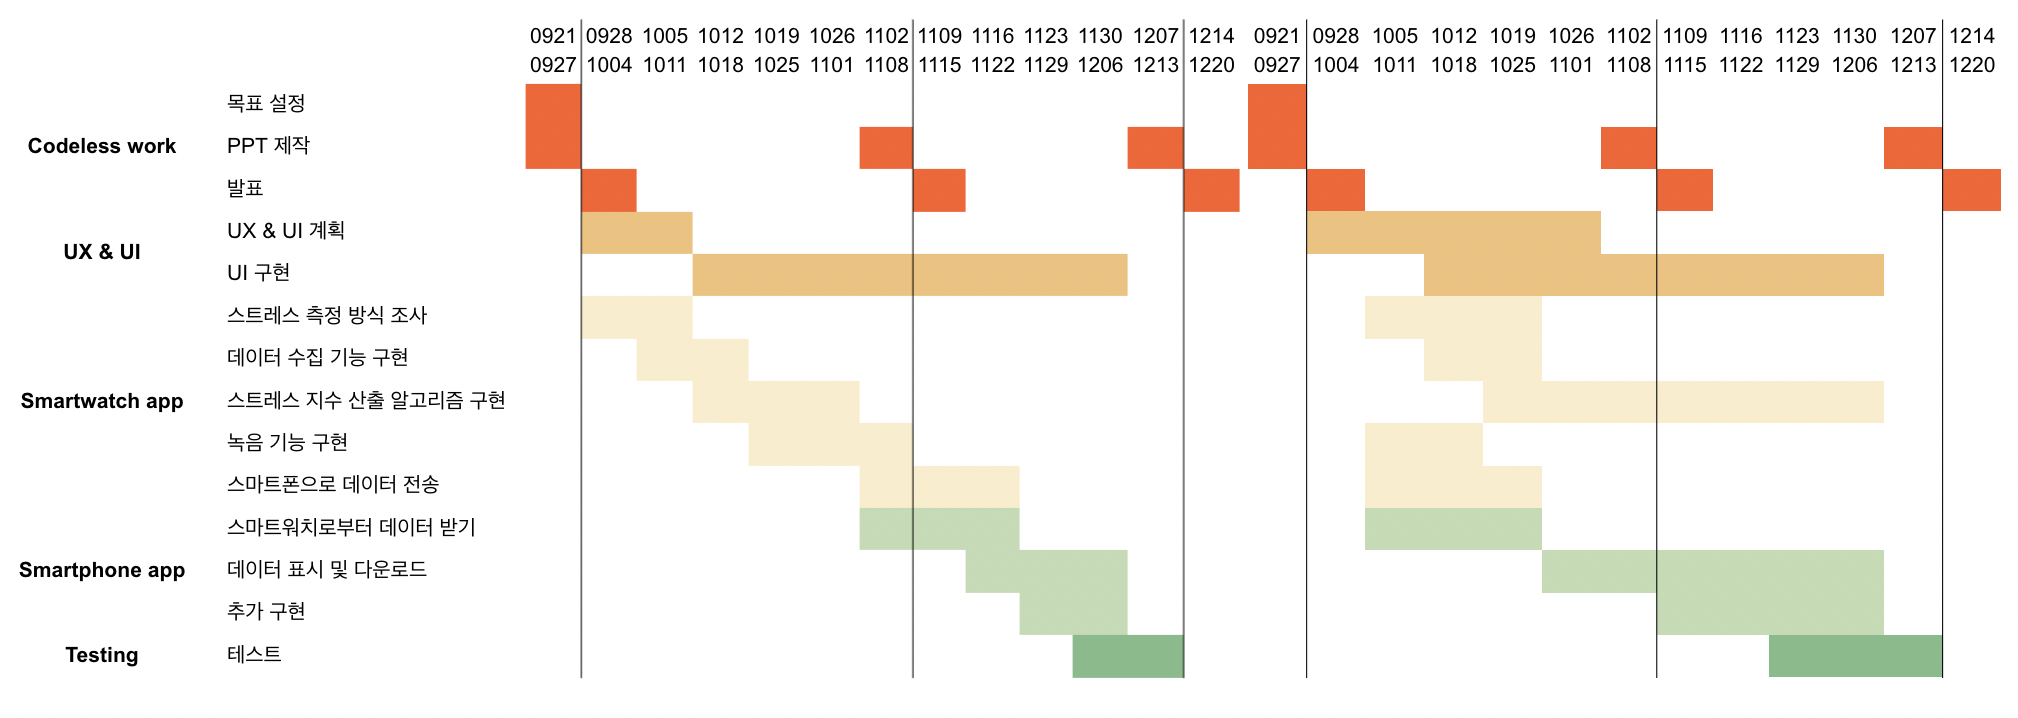 0921 0928 1005 1012 1019 1026 1102 1109 1116 1123 1130 1207 1214 0921 0928 1005 1012 1019 1026 1102 1109 1116 1123 1130 1207 1214
0927 1004 1011 1018 1025 1101 1108 1115 1122 1129 1206 1213 1220 0927 1004 1011 1018 1025 1101 1108 1115 1122 1129 1206 1213 1220
목표 설정
Codeless work PPT 제작
발표
UX & UI 계획
UX & UI
UI 구현
스트레스 측정 방식 조사
데이터 수집 기능 구현
Smartwatch app 스트레스 지수 산출 알고리즘 구현
녹음 기능 구현
스마트폰으로 데이터 전송
스마트워치로부터 데이터 받기
Smartphone app 데이터 표시 및 다운로드
추가 구현
Testing 테스트